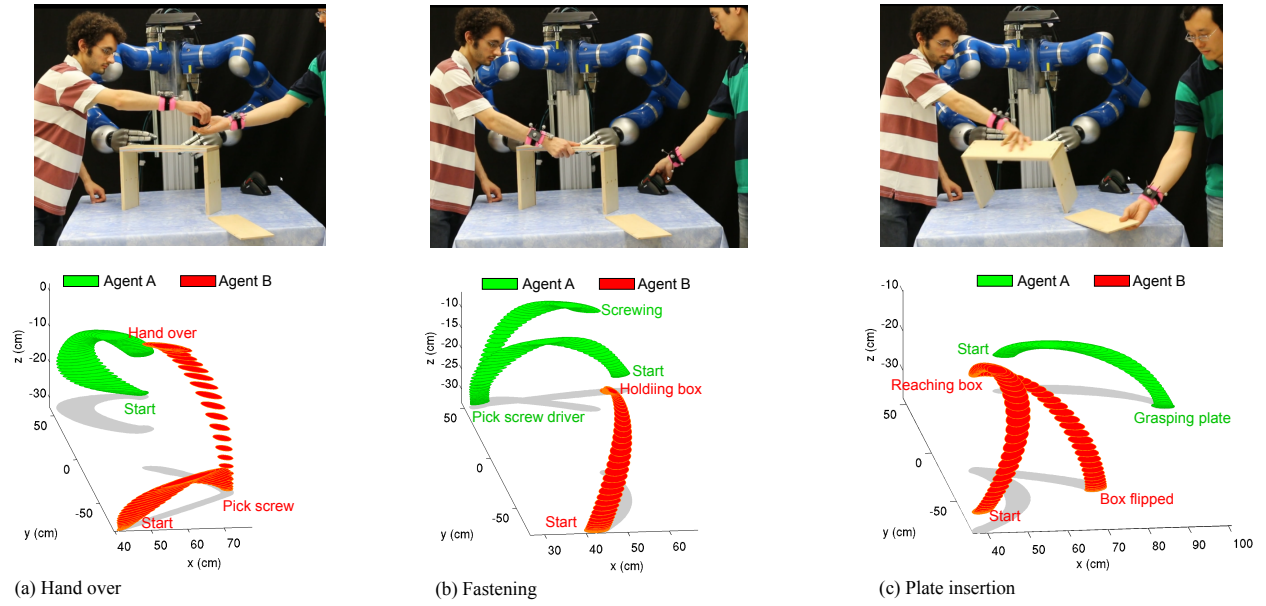 Agent A
Agent B
0
-10
-20
-30
z (cm)
Hand over
Start
50
0
-50
y (cm)
Start
Pick screw
40
50
60
70
x (cm)
(a) Hand over
Agent A
Agent B
-10
-15
-20
-25
-30
z (cm)
Screwing
Start
Holdiing box
Pick screw driver
50
0
-50
y (cm)
Start
30
40
50
60
x (cm)
(b) Fastening
-10
Agent A
Agent B
-20
-30
z (cm)
Start
Reaching box
Grasping plate
50
0
-50
y (cm)
Start
Box flipped
40
50
60
70
80
90
100
x (cm)
(c) Plate insertion